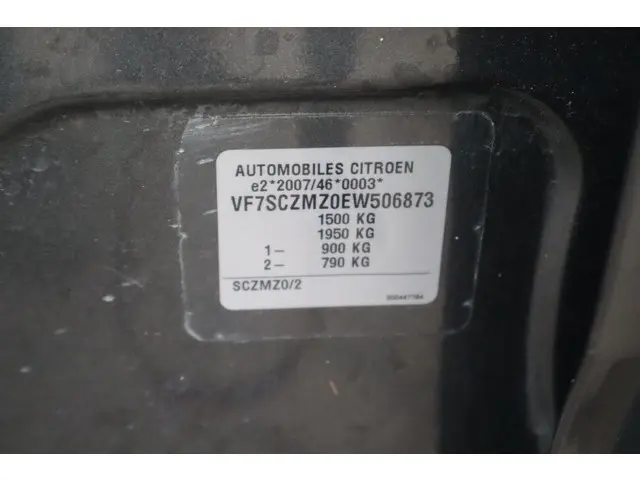 AUTOMOBILES CITROEN
e2*2007/46*0003*
VF7SCZMZ0EW506873
1500 KG
1950 KG
1- 900 KG
2- 790 KG
SCZMZ0/2